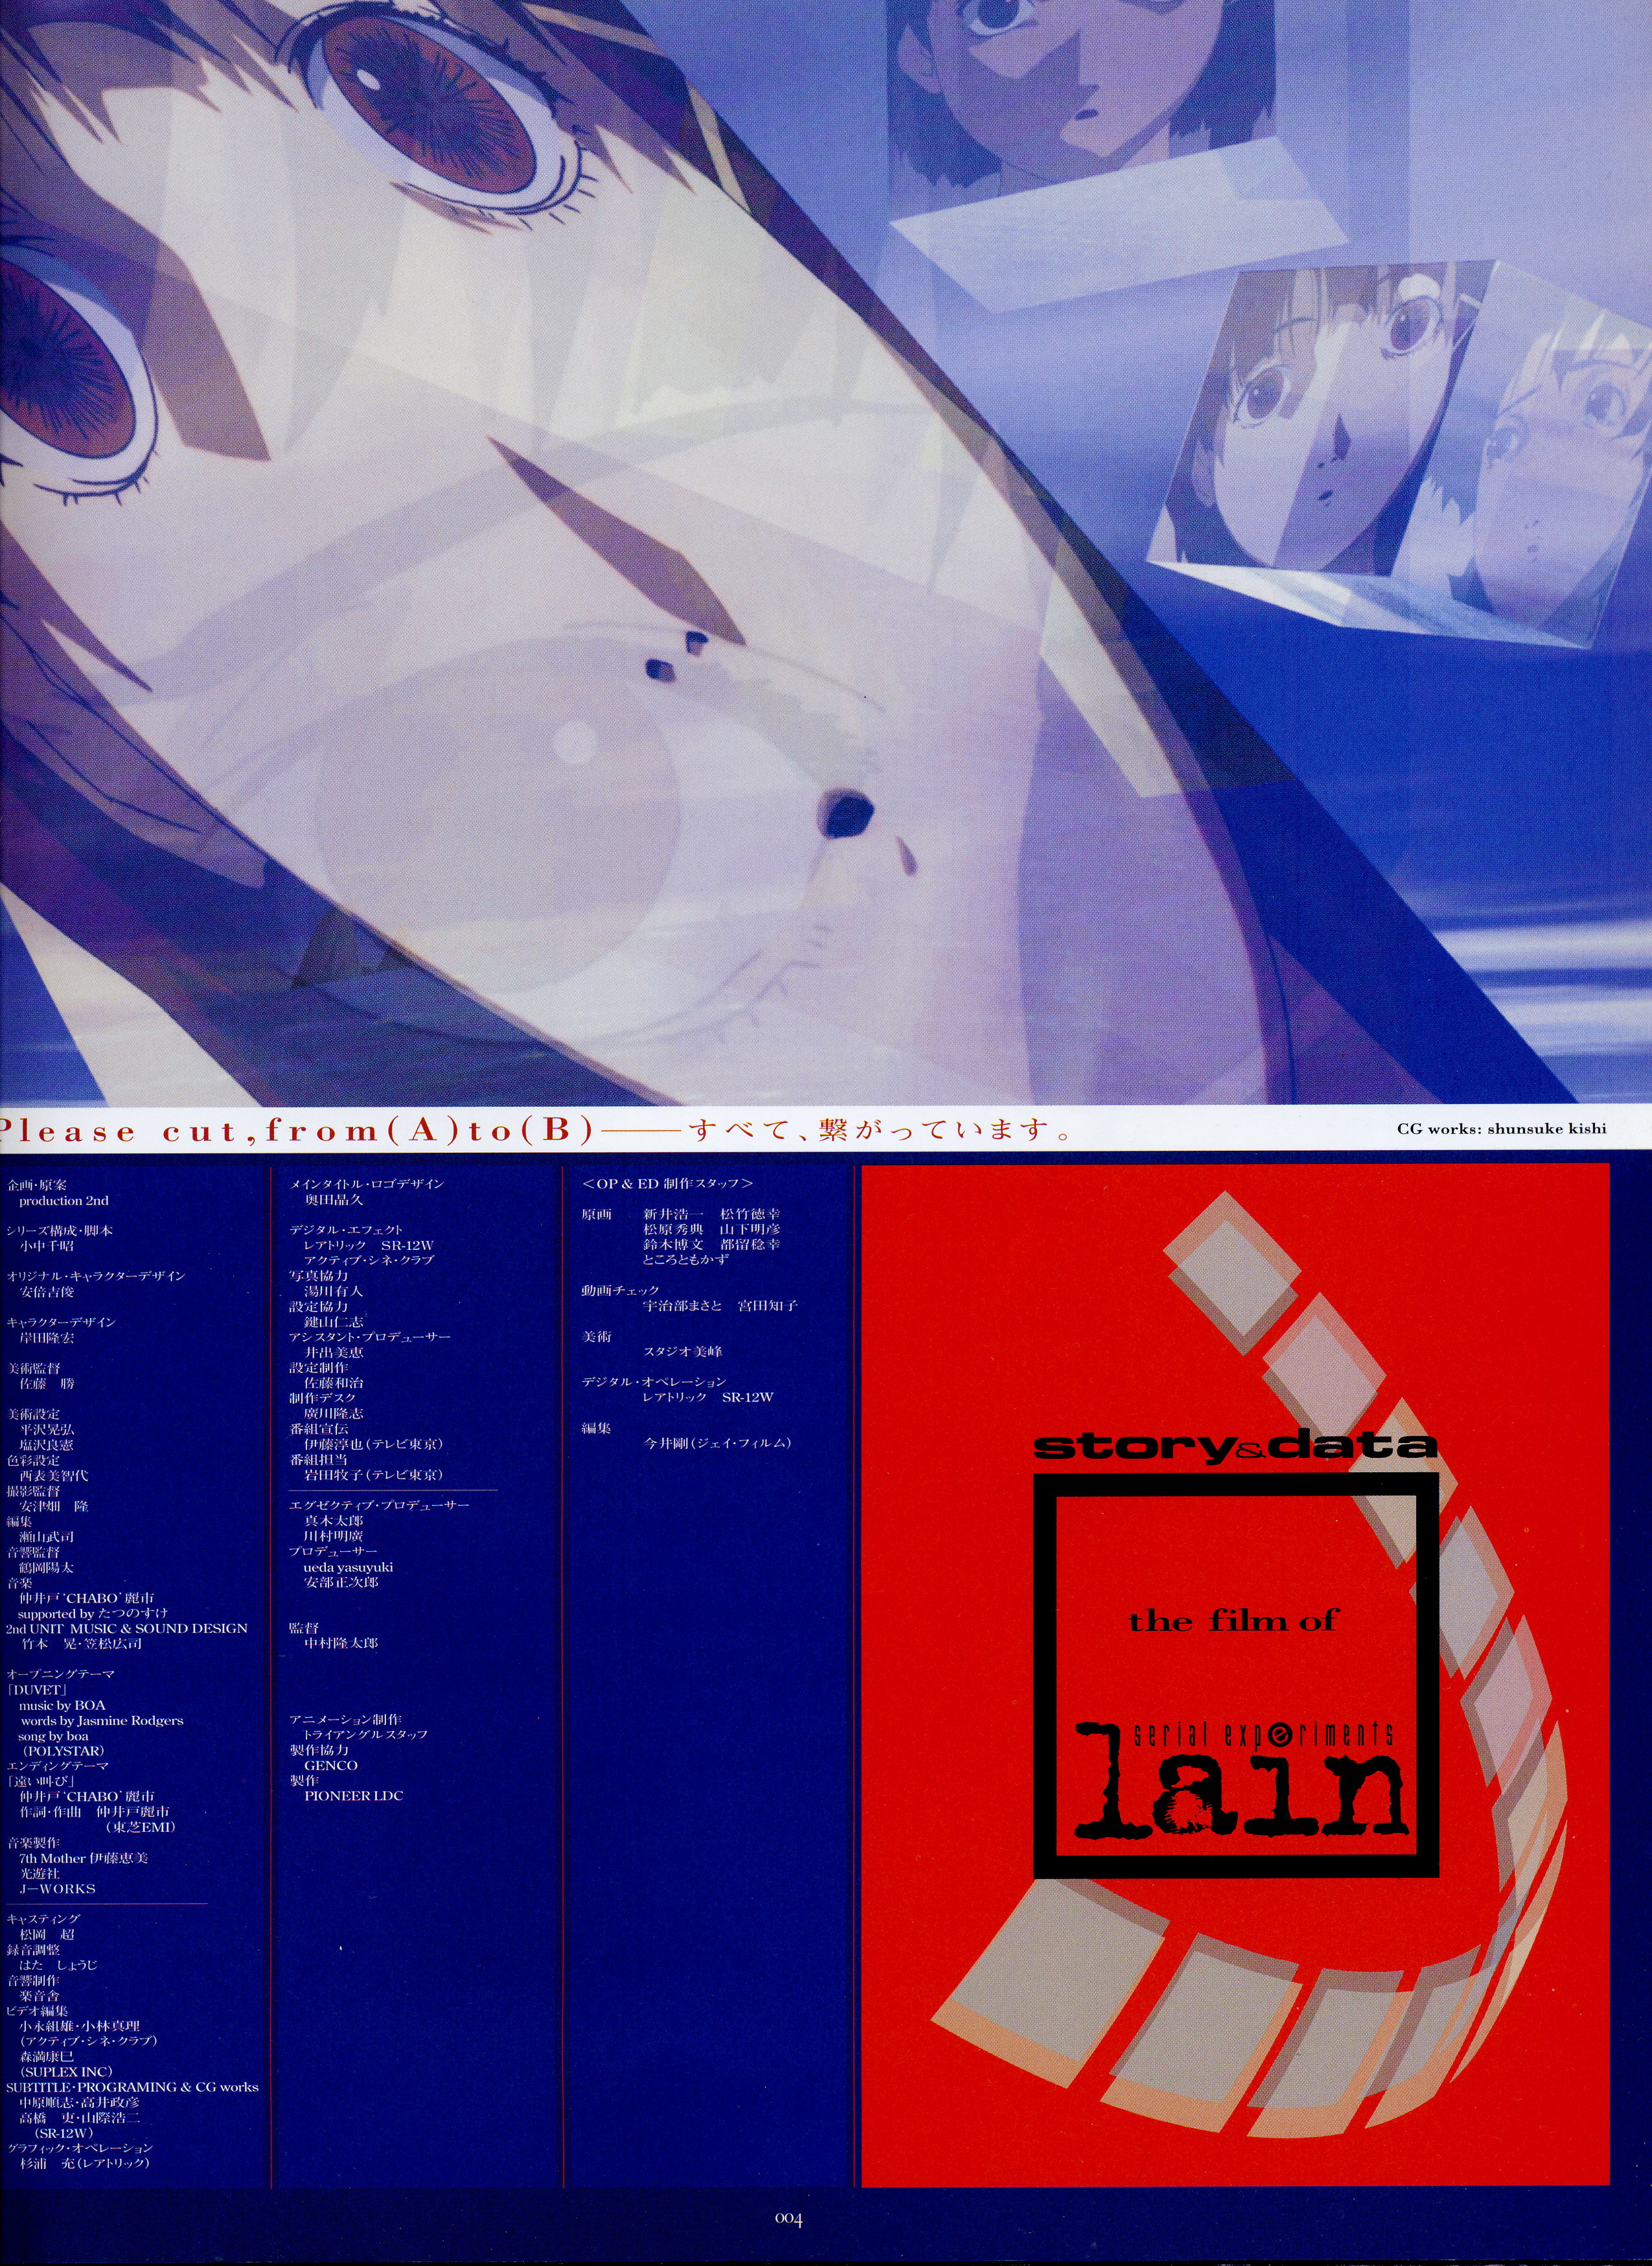 Please cut, from (A) to (B)――すべて、繋がっています。
CG works: shunsuke kishi
企画・原案
production 2nd
シリーズ構成・脚本
小中千昭
オリジナル・キャラクターデザイン
安倍吉俊
キャラクターデザイン
岸田隆宏
美術監督
佐藤　勝
美術設定
平沢晃弘
塩沢良憲
色彩設定
西表美智代
撮影監督
安津畑　隆
編集
瀬山武司
音響監督
鶴岡陽太
音楽
仲井戸‘CHABO’麗市
supported by たつのすけ
2nd UNIT MUSIC & SOUND DESIGN
竹本　晃・笠松広司
オープニングテーマ
「DUVET」
music by BOA
words by Jasmine Rodgers
song by boa
（POLYSTAR）
エンディングテーマ
「遠い叫び」
仲井戸‘CHABO’麗市
作詞・作曲　仲井戸麗市
（東芝EMI）
音楽製作
7th Mother 伊藤恵美
光遊社
J－WORKS
キャスティング
松岡　超
録音調整
はた　しょうじ
音響制作
楽音舎
ビデオ編集
小永組雄・小林真理
（アクティブ・シネ・クラブ）
森満康巳
（SUPLEX INC）
SUBTITLE・PROGRAMING & CG works
中原順志・高井政彦
高橋　吏・山際浩二
（SR-12W）
グラフィック・オペレーション
杉浦　充（レアトリック）
メインタイトル・ロゴデザイン
奥田晶久
デジタル・エフェクト
レアトリック　SR-12W
アクティブ・シネ・クラブ
写真協力
湯川有人
設定協力
鍵山仁志
アシスタント・プロデューサー
井出美恵
設定制作
佐藤和治
制作デスク
廣川隆志
番組宣伝
伊藤淳也（テレビ東京）
番組担当
岩田牧子（テレビ東京）
エグゼクティブ・プロデューサー
真木太郎
川村明廣
プロデューサー
ueda yasuyuki
安部正次郎
監督
中村隆太郎
アニメーション制作
トライアングルスタッフ
製作協力
GENCO
製作
PIONEER LDC
＜OP & ED 制作スタッフ＞
原画　新井浩一　松竹徳幸
松原秀典　山下明彦
鈴木博文　都留稔幸
ところともかず
動画チェック
宇治部まさと　宮田知子
美術
スタジオ美峰
デジタル・オペレーション
レアトリック　SR-12W
編集
今井剛（ジェイ・フィルム）
story&data
the film of
serial experiments
lain
004